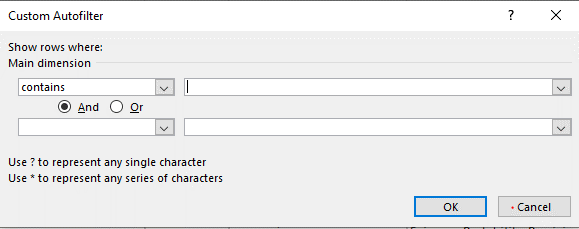 Custom Autofilter
Show rows where:
Main dimension
contains
And Or
Use ? to represent any single character
Use * to represent any series of characters
OK Cancel